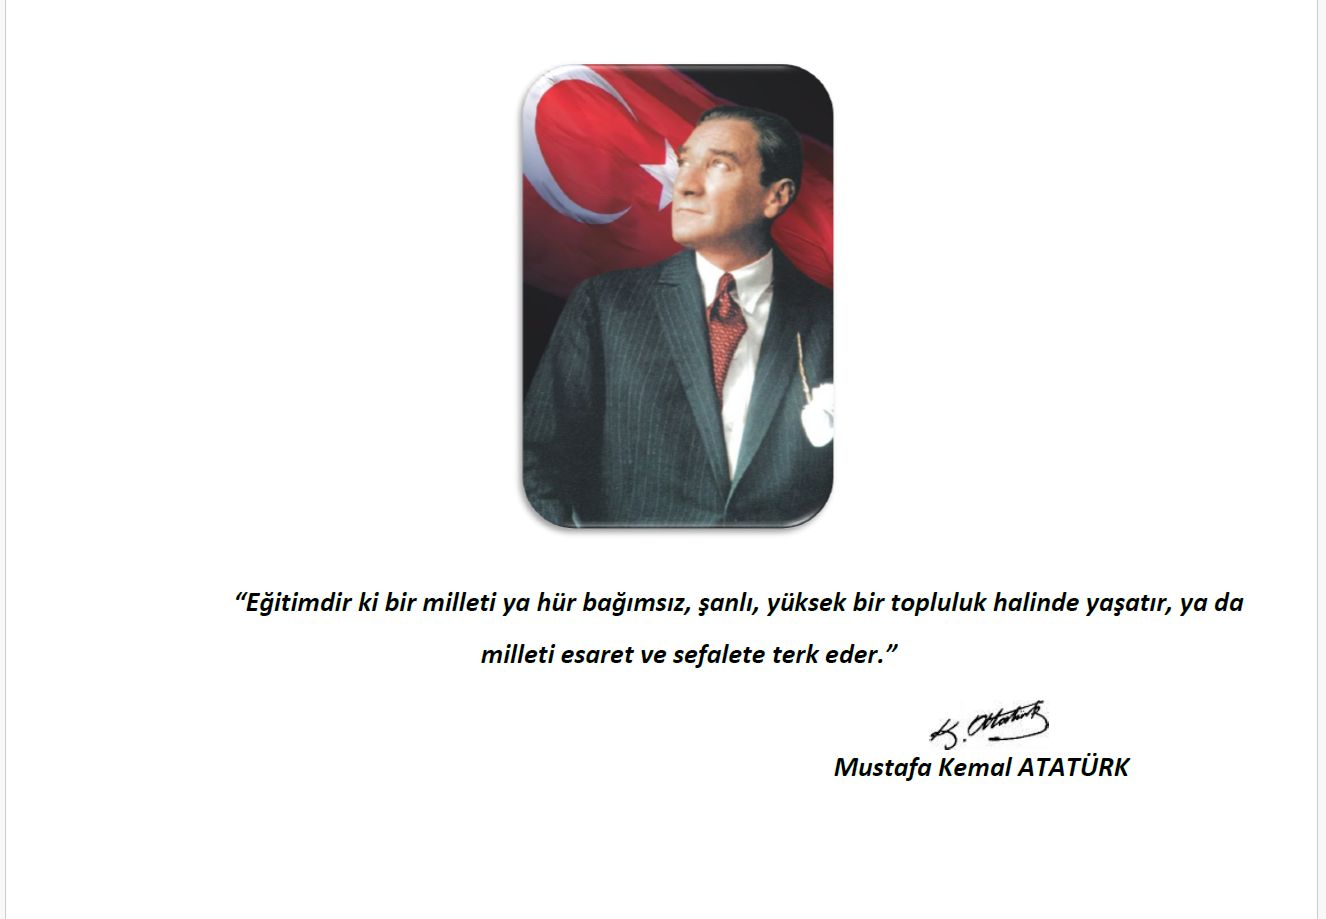 “Eğitimdir ki bir milleti ya hür bağımsız, şanlı, yüksek bir topluluk halinde yaşatır, ya da
milleti esaret ve sefalete terk eder.”
K. Atatürk
Mustafa Kemal ATATÜRK